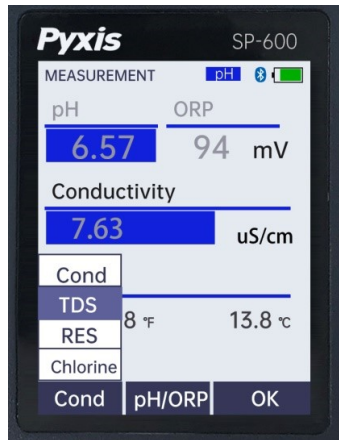 Pyxis SP-600
MEASUREMENT pH
pH ORP
6.57 94 mV
Conductivity
7.63 uS/cm
Cond
TDS
8 °F 13.8 °C
RES
Chlorine
Cond pH/ORP OK